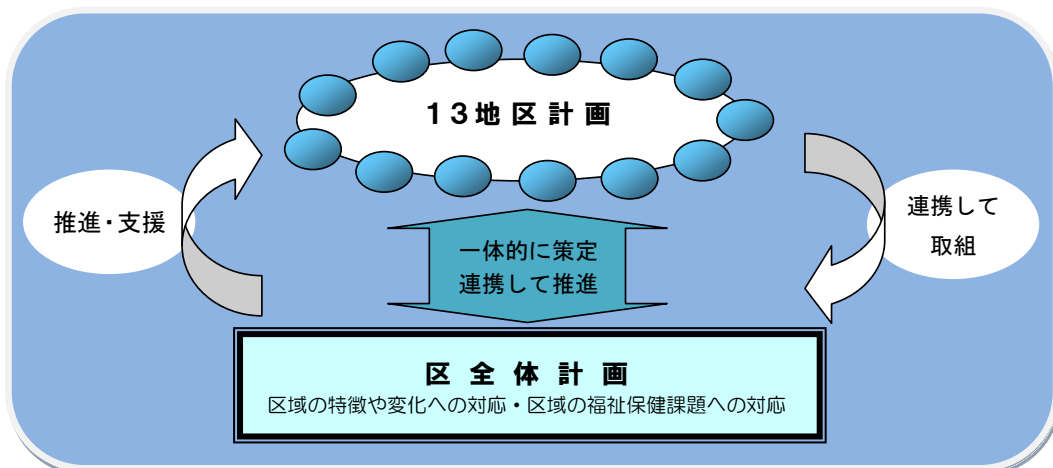 13地区計画
推進・支援
連携して
取組
一体的に策定
連携して推進
区全体計画
区域の特徴や変化への対応・区域の福祉保健課題への対応